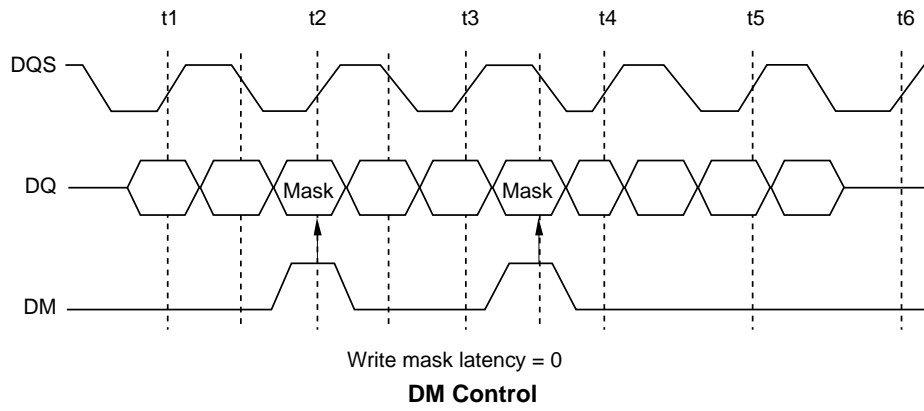 t1 t2 t3 t4 t5 t6
DQS
DQ Mask Mask
DM
Write mask latency = 0
DM Control